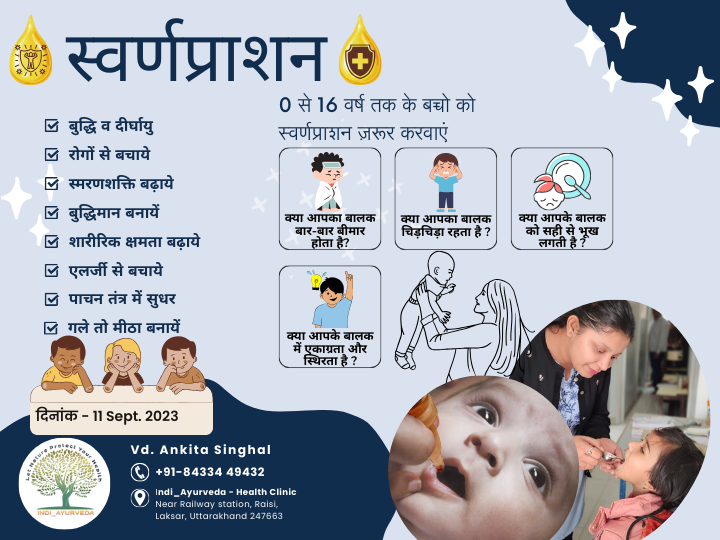 स्वर्णप्राशन
0 से 16 वर्ष तक के बच्चो को
स्वर्णप्राशन ज़रूर करवाएं
बुद्धि व दीर्घायु
रोगों से बचाये
स्मरणशक्ति बढ़ाये
बुद्धिमान बनायें
शारीरिक क्षमता बढ़ाये
एलर्जी से बचाये
पाचन तंत्र में सुधर
गले तो मीठा बनायें
क्या आपका बालक
बार-बार बीमार
होता है?
क्या आपका बालक
चिड़चिड़ा रहता है ?
क्या आपके बालक
को सही से भूख
लगती है ?
क्या आपके बालक
में एकाग्रता और
स्थिरता है ?
दिनांक - 11 Sept. 2023
Let Nature Protect Your Health
INDI_AYURVEDA
Vd. Ankita Singhal
+91-84334 49432
Indi_Ayurveda - Health Clinic
Near Railway station, Raisi,
Laksar, Uttarakhand 247663